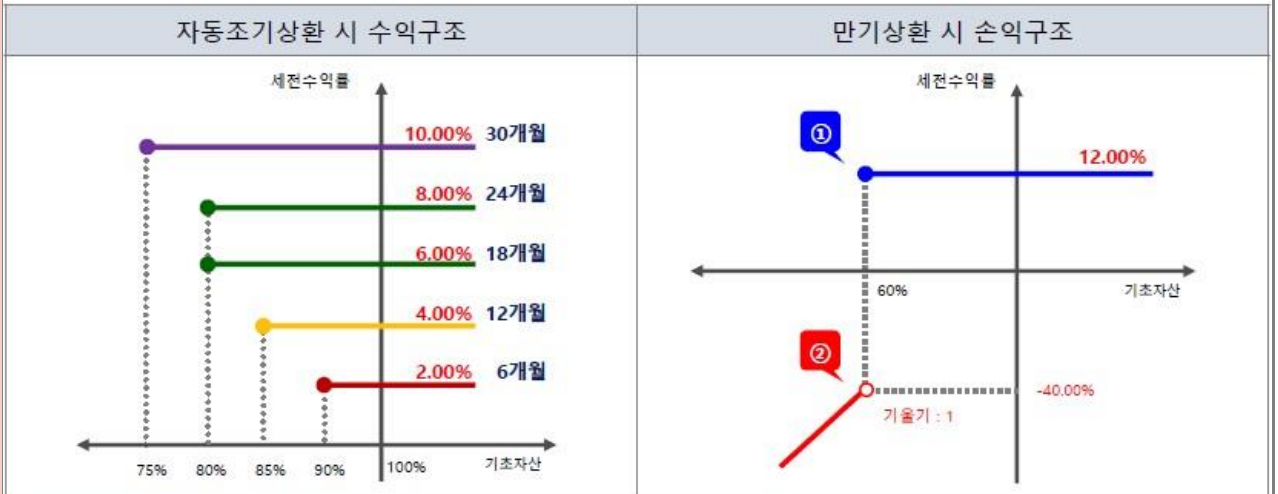 자동조기상환 시 수익구조
세전수익률
10.00% 30개월
8.00% 24개월
6.00% 18개월
4.00% 12개월
2.00% 6개월
75% 80% 85% 90% 100% 기초자산
만기상환 시 손익구조
세전수익률
①
12.00%
60%
기초자산
②
-40.00%
기울기 : 1